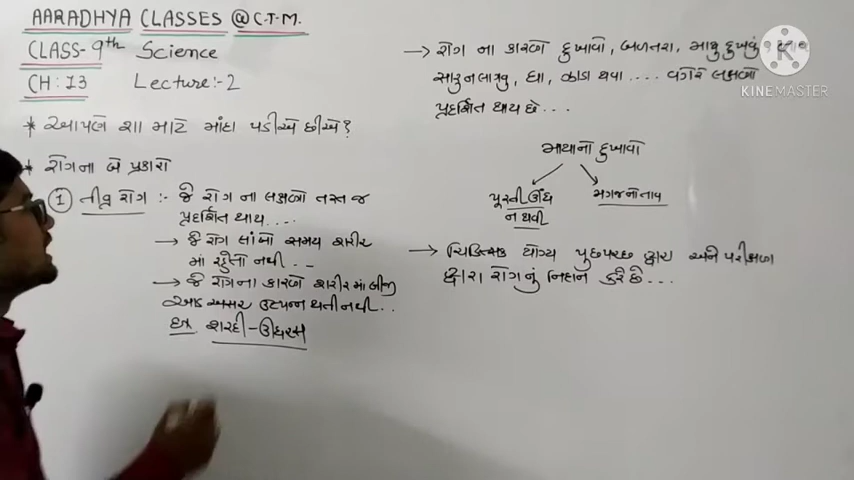 AARADHYA CLASSES @C.T.M.
CLASS- 9th Science
CH: 13 Lecture:-2
* આપણે શા માટે માંદા પડીએ છીએ?
* રોગના બે પ્રકારો
① તીવ્ર રોગ :- જે રોગ ના લક્ષણો તરત જ
પ્રદર્શિત થાય....
→ જે રોગ લાંબો સમય શરીર
માં રહેતો નથી...
→ જે રોગના કારણે શરીર માં બીજી
અસર ઉત્પન્ન થતી નથી..
શરદી-ઊધરસ
→ રોગ ના કારણે દુખાવો, બળતરા, માથુ દુખવું,
સારુ ન લાગવુ, ઘા, ઝાડા થવા.... વગેરે લક્ષણો
પ્રદર્શિત થાય છે...
માથાનો દુખાવો
પૂરતી ઊંઘ
ન થવી
મગજનો તાવ
→ ચિકિત્સક યોગ્ય પુછપરછ દ્વારા અને પરીક્ષણ
દ્વારા રોગનું નિદાન કરે છે...
KINEMASTER